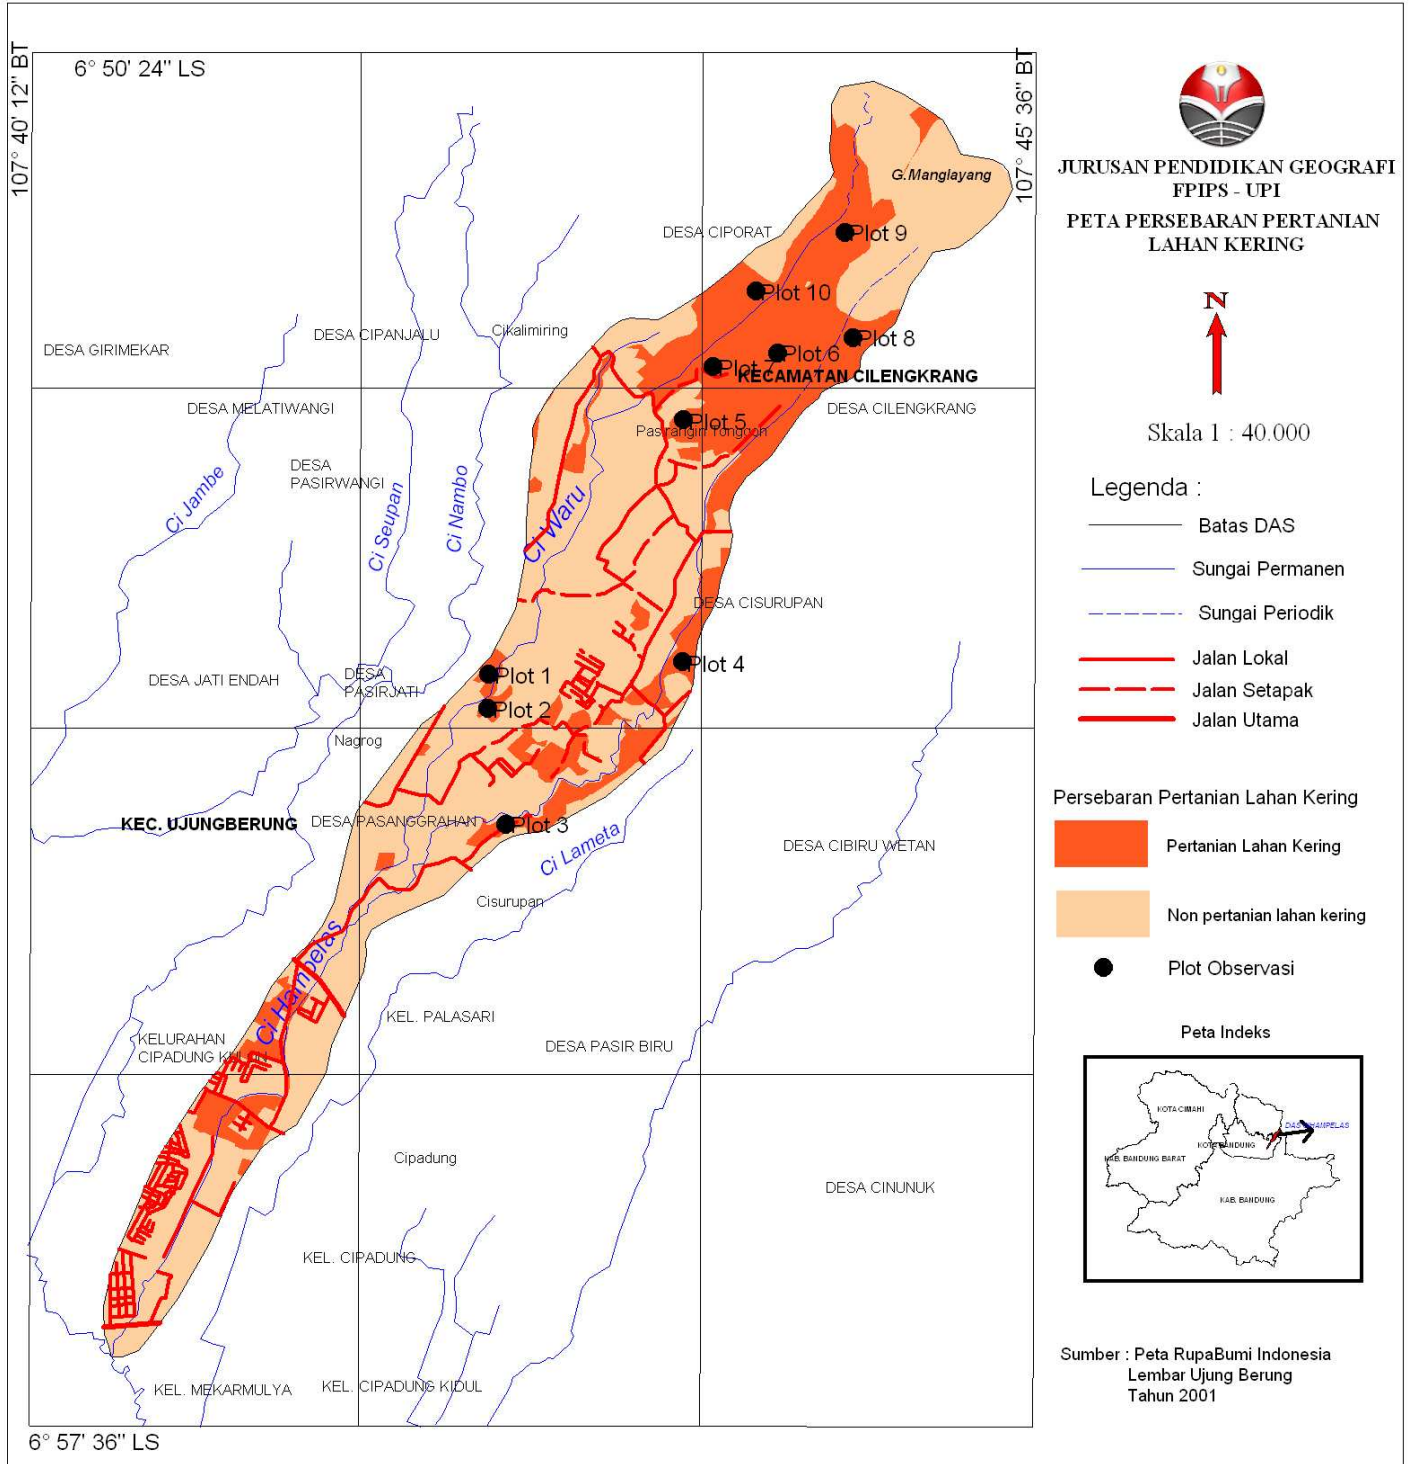 6° 50' 24" LS
107° 40' 12" BT
107° 45' 36" BT
G.Manglayang
DESA CIPORAT
Plot 9
Plot 10
Cikalimiring
DESA CIPANJALU
DESA GIRIMEKAR
Plot 8
Plot 6
Plot 7
KECAMATAN CILENGKRANG
DESA MELATIWANGI
DESA CILENGKRANG
Plot 5
Pasirangin Tonggoh
DESA
PASIRWANGI
Ci Jambe
Ci Seupan
Ci Nambo
Ci Waru
DESA CISURUPAN
Plot 4
Plot 1
DESA
PASIRJATI
DESA JATI ENDAH
Plot 2
Nagrog
KEC. UJUNGBERUNG
DESA PASANGGRAHAN
Plot 3
Ci Lameta
DESA CIBIRU WETAN
Cisurupan
Ci Hampelas
KEL. PALASARI
KELURAHAN
CIPADUNG KULON
DESA PASIR BIRU
Cipadung
DESA CINUNUK
KEL. CIPADUNG
KEL. MEKARMULYA
KEL. CIPADUNG KIDUL
6° 57' 36" LS
JURUSAN PENDIDIKAN GEOGRAFI
FPIPS - UPI
PETA PERSEBARAN PERTANIAN
LAHAN KERING
N
Skala 1 : 40.000
Legenda :
Batas DAS
Sungai Permanen
Sungai Periodik
Jalan Lokal
Jalan Setapak
Jalan Utama
Persebaran Pertanian Lahan Kering
Pertanian Lahan Kering
Non pertanian lahan kering
Plot Observasi
Peta Indeks
KOTA CIMAHI
KOTA BANDUNG
KAB. BANDUNG BARAT
KAB. BANDUNG
Sumber : Peta RupaBumi Indonesia
Lembar Ujung Berung
Tahun 2001